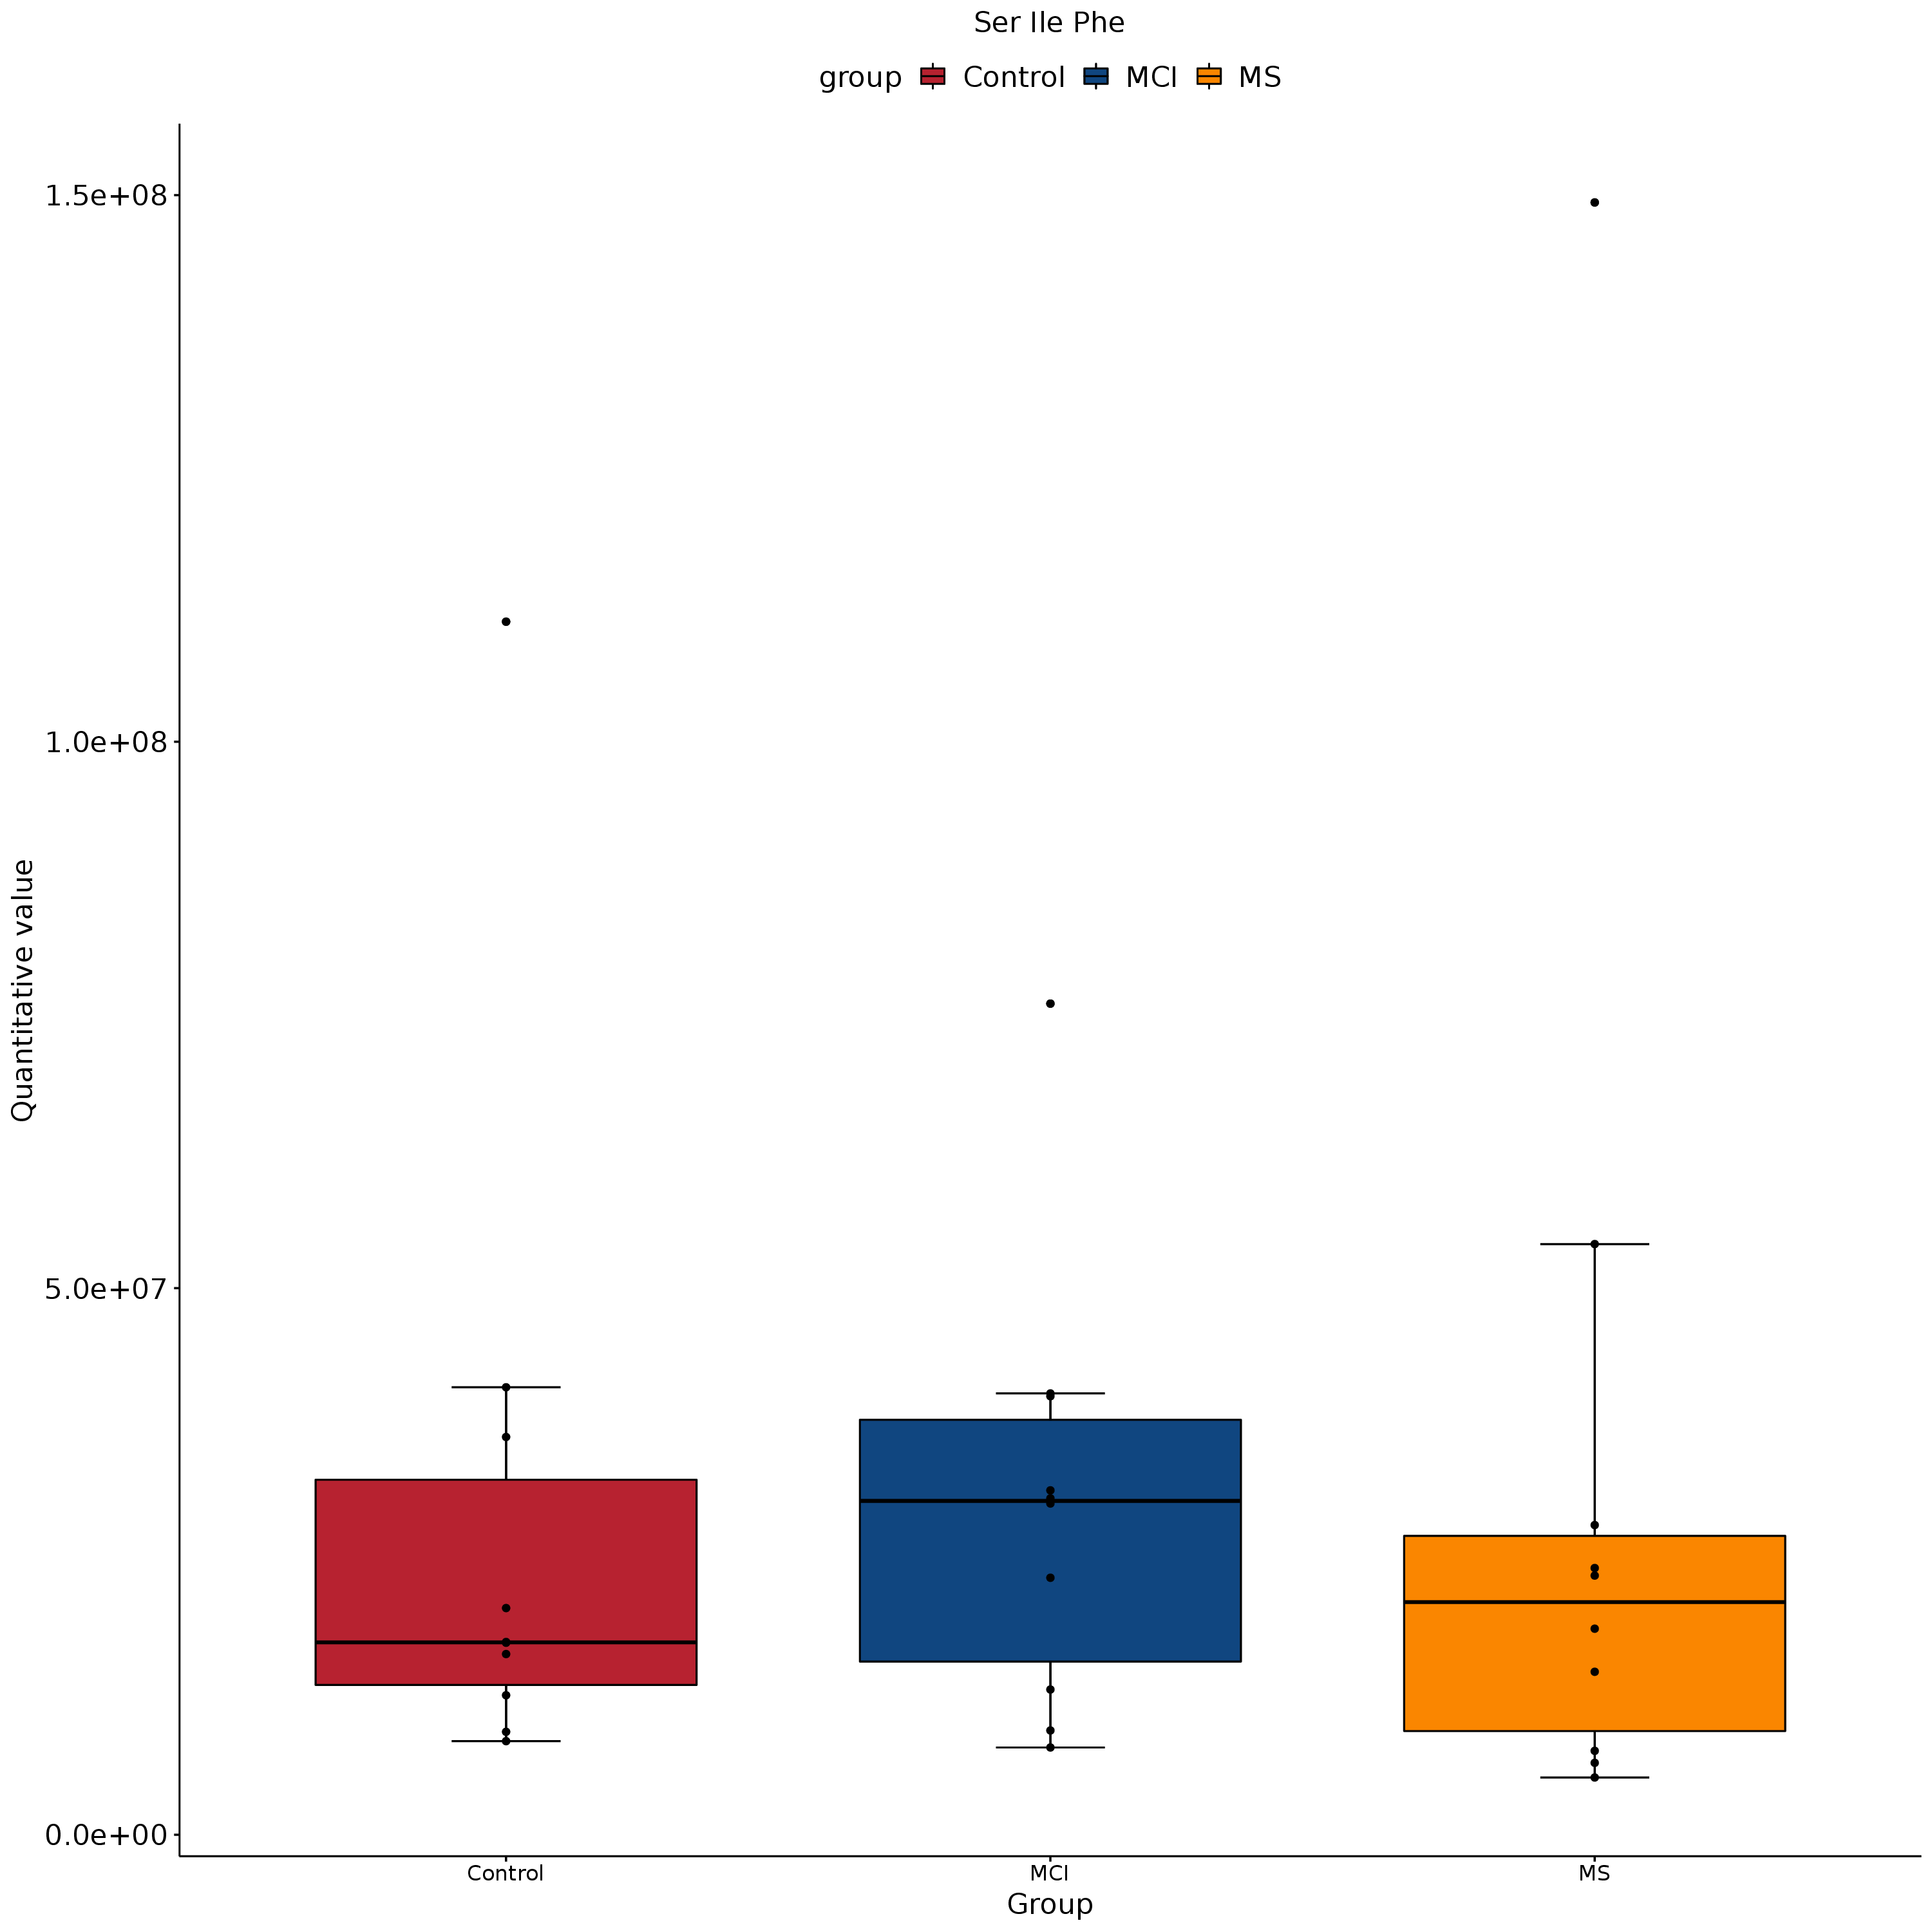 Ser Ile Phe
group Control MCI MS
1.5e+08
1.0e+08
5.0e+07
0.0e+00
Quantitative value
Control MCI MS
Group